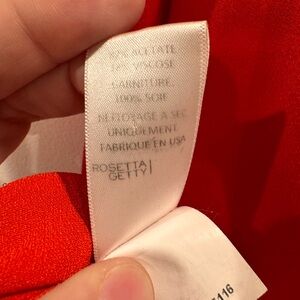 ACETATE
VISCOSE
GARNITURE,
100% SOIE
NETTOYAGE A SEC
UNIQUEMENT
FABRIQUE EN USA
ROSETTA
GETTY
116